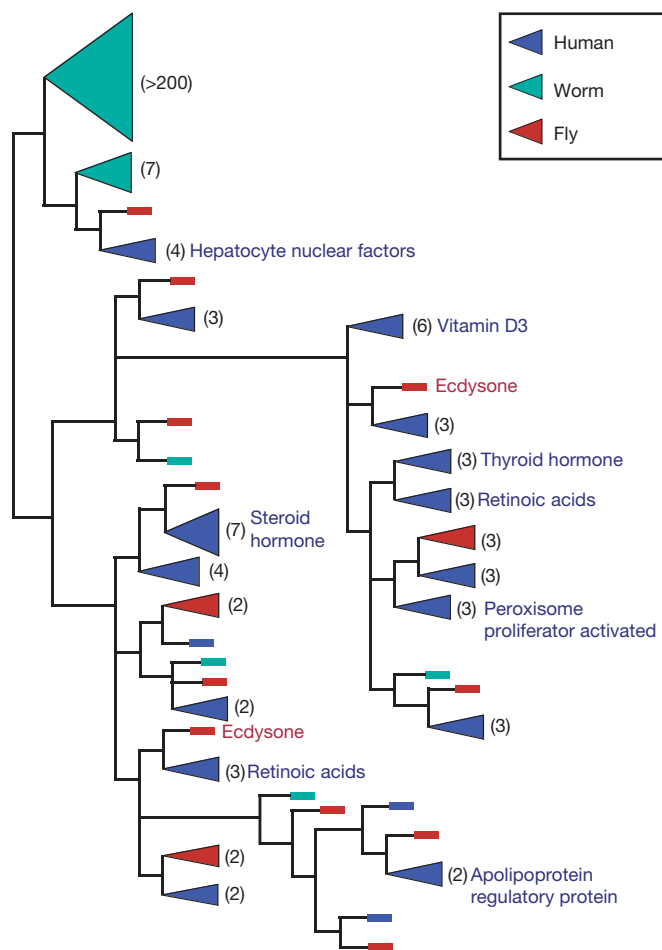 Human
Worm
Fly
(>200)
(7)
(4) Hepatocyte nuclear factors
(3)
(6) Vitamin D3
Ecdysone
(3)
(3) Thyroid hormone
(3) Retinoic acids
(7) Steroid
hormone
(3)
(4)
(3)
(2)
(3) Peroxisome
proliferator activated
(2)
(3)
Ecdysone
(3) Retinoic acids
(2)
(2) Apolipoprotein
regulatory protein
(2)